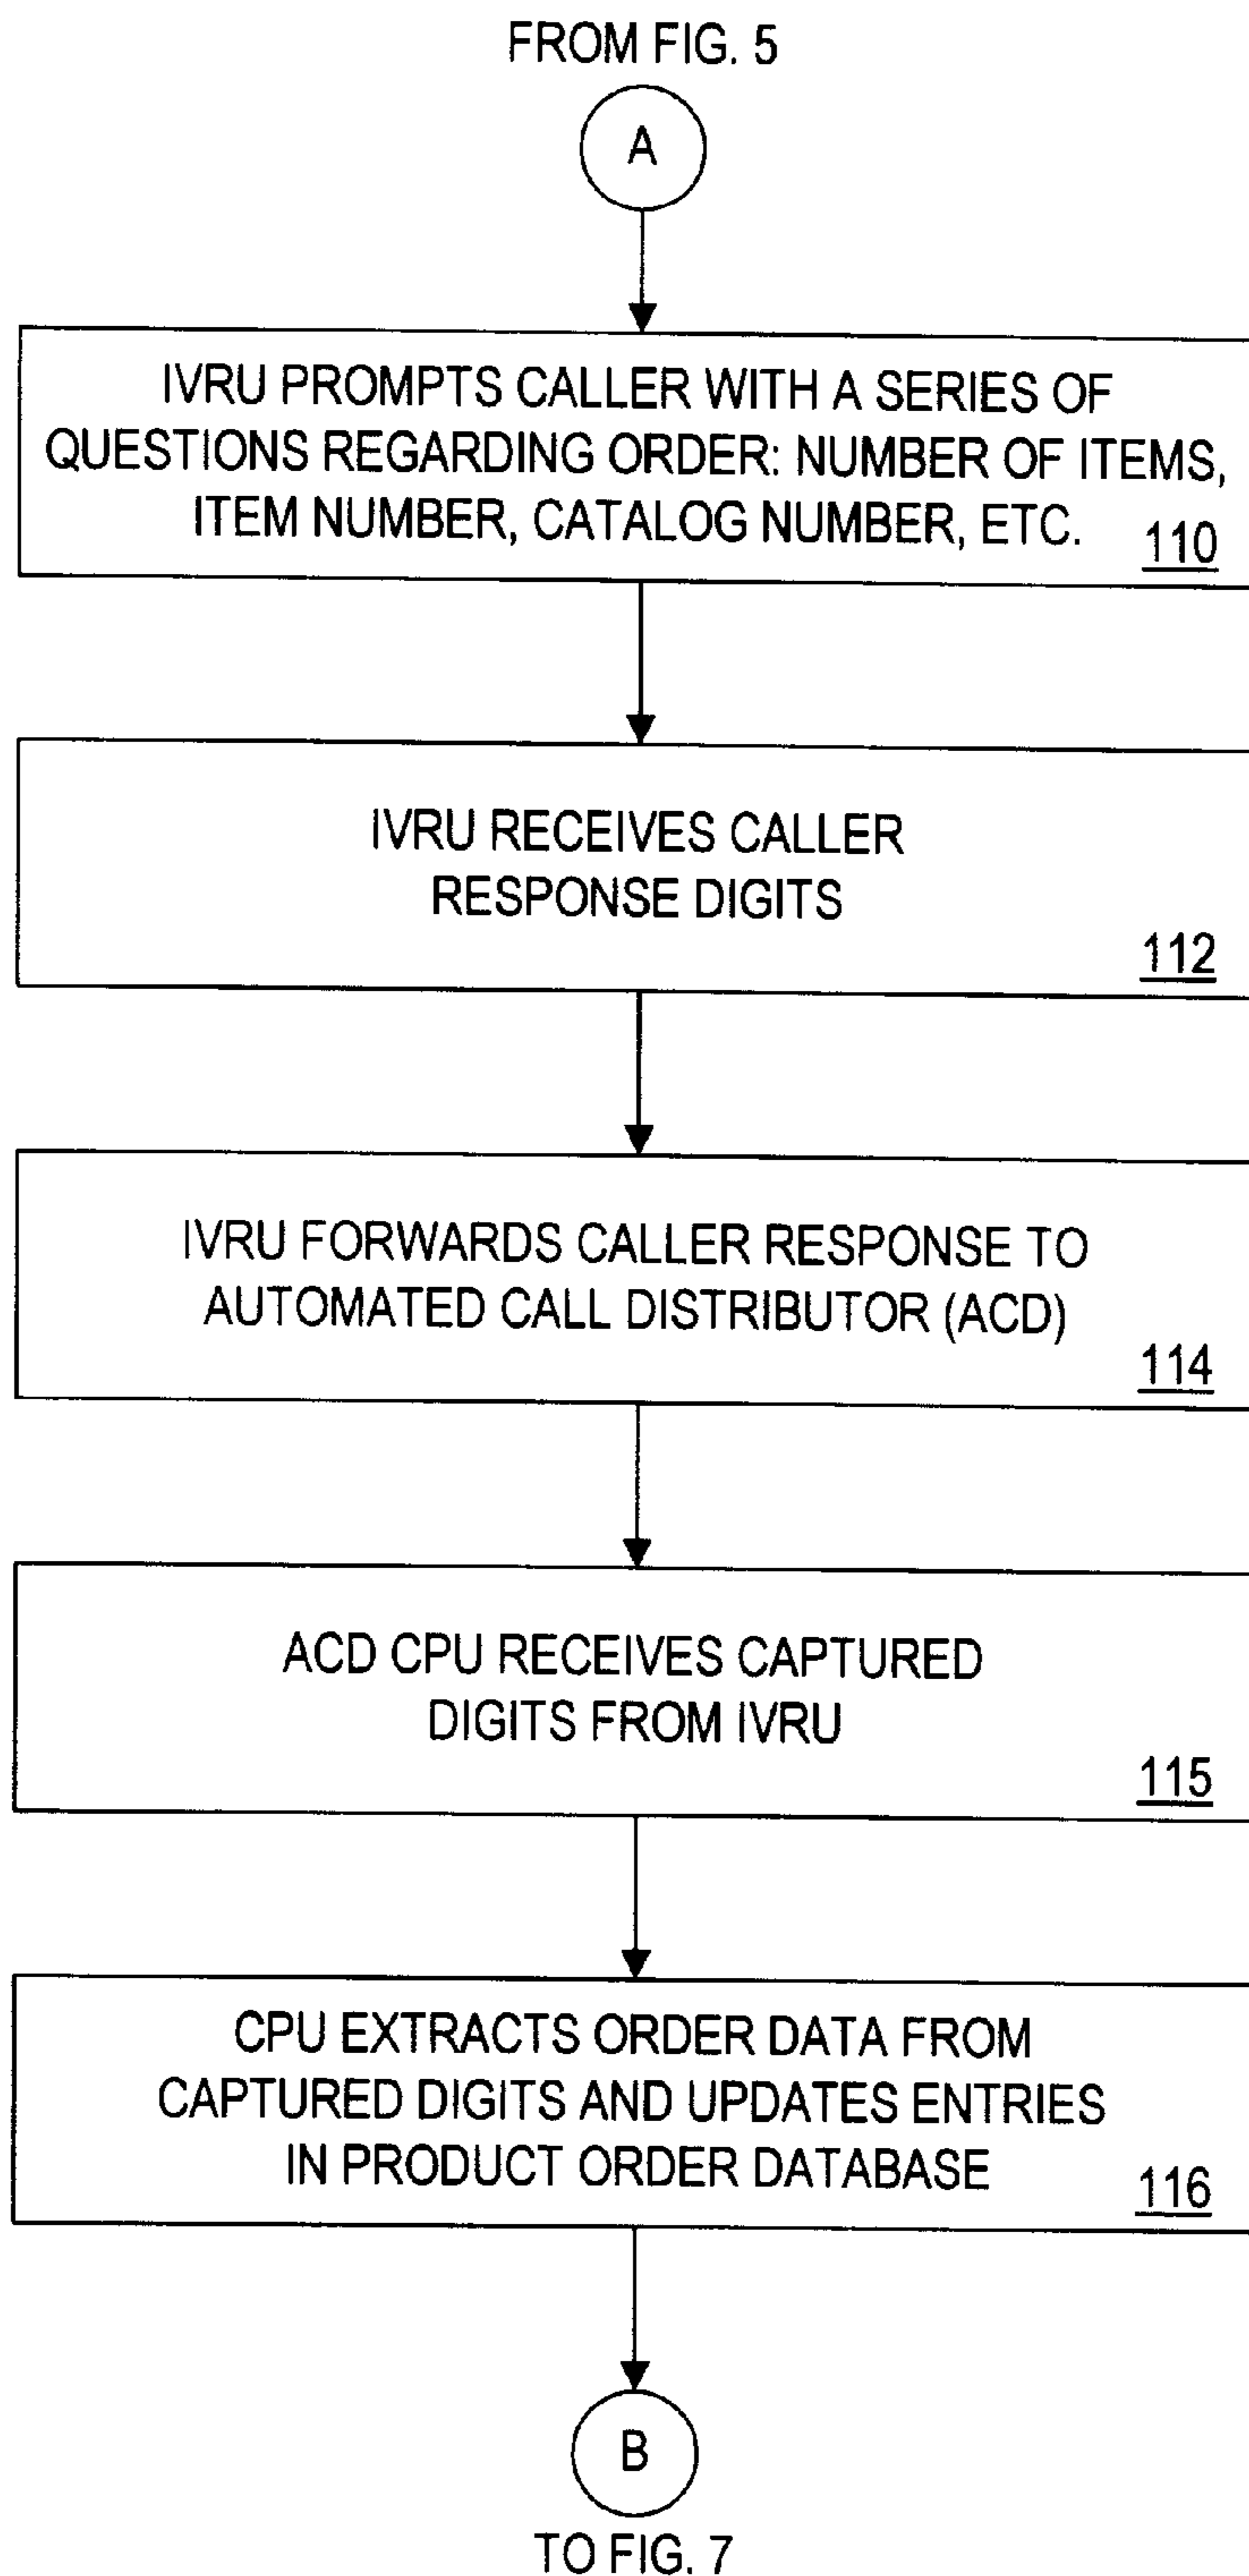 FROM FIG. 5
A
IVRU PROMPTS CALLER WITH A SERIES OF
QUESTIONS REGARDING ORDER: NUMBER OF ITEMS,
ITEM NUMBER, CATALOG NUMBER, ETC.
110
IVRU RECEIVES CALLER
RESPONSE DIGITS
112
IVRU FORWARDS CALLER RESPONSE TO
AUTOMATED CALL DISTRIBUTOR (ACD)
114
ACD CPU RECEIVES CAPTURED
DIGITS FROM IVRU
115
CPU EXTRACTS ORDER DATA FROM
CAPTURED DIGITS AND UPDATES ENTRIES
IN PRODUCT ORDER DATABASE
116
B
TO FIG. 7